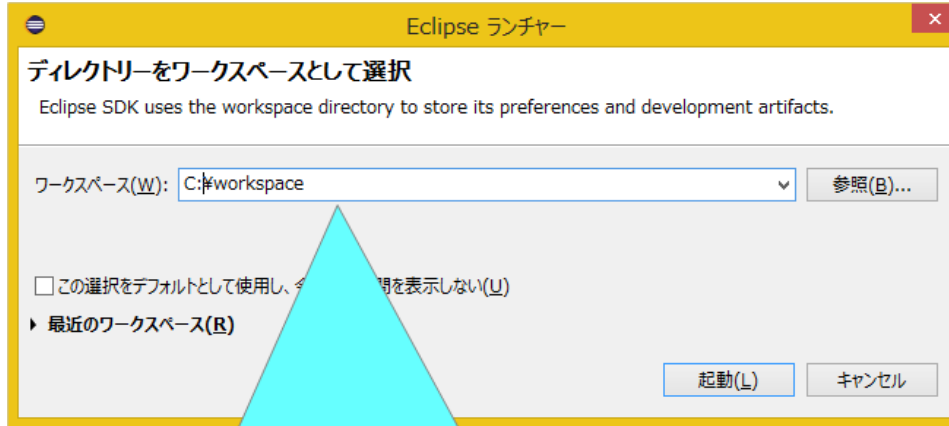 Eclipse ランチャー
ディレクトリーをワークスペースとして選択
Eclipse SDK uses the workspace directory to store its preferences and development artifacts.
ワークスペース(W): C:¥workspace 参照(B)...
この選択をデフォルトとして使用し、 を表示しない(U)
最近のワークスペース(R)
起動(L) キャンセル